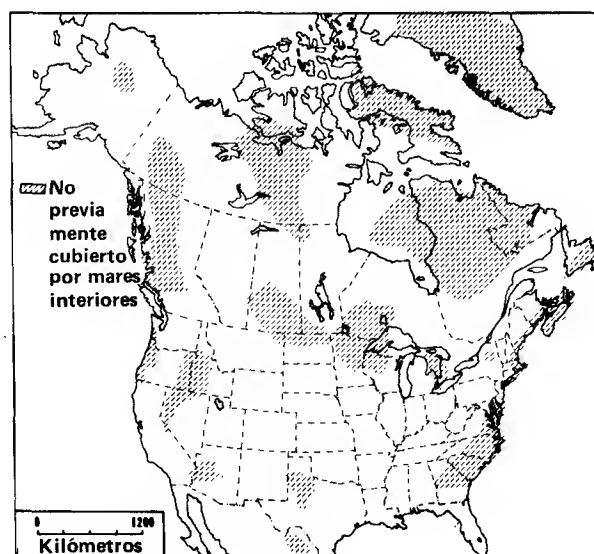 No
previa
mente
cubierto
por mares
interiores
0 1200
Kilómetros